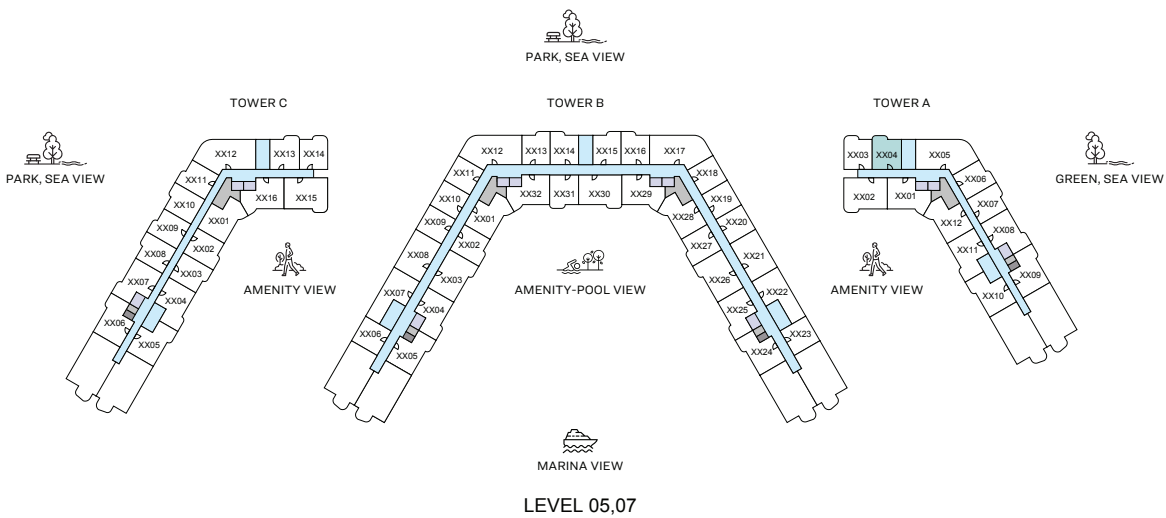 PARK, SEA VIEW
TOWER C
TOWER B
TOWER A
PARK, SEA VIEW
GREEN, SEA VIEW
XX12
XX13
XX14
XX11
XX10
XX09
XX08
XX07
XX06
XX01
XX16
XX15
XX02
XX03
XX04
XX05
XX12
XX13
XX14
XX15
XX16
XX17
XX11
XX10
XX09
XX08
XX07
XX06
XX32
XX31
XX30
XX29
XX01
XX02
XX03
XX04
XX05
XX18
XX19
XX20
XX21
XX22
XX23
XX28
XX27
XX26
XX25
XX24
XX03
XX04
XX05
XX02
XX01
XX06
XX07
XX08
XX09
XX12
XX11
XX10
AMENITY VIEW
AMENITY-POOL VIEW
AMENITY VIEW
MARINA VIEW
LEVEL 05,07